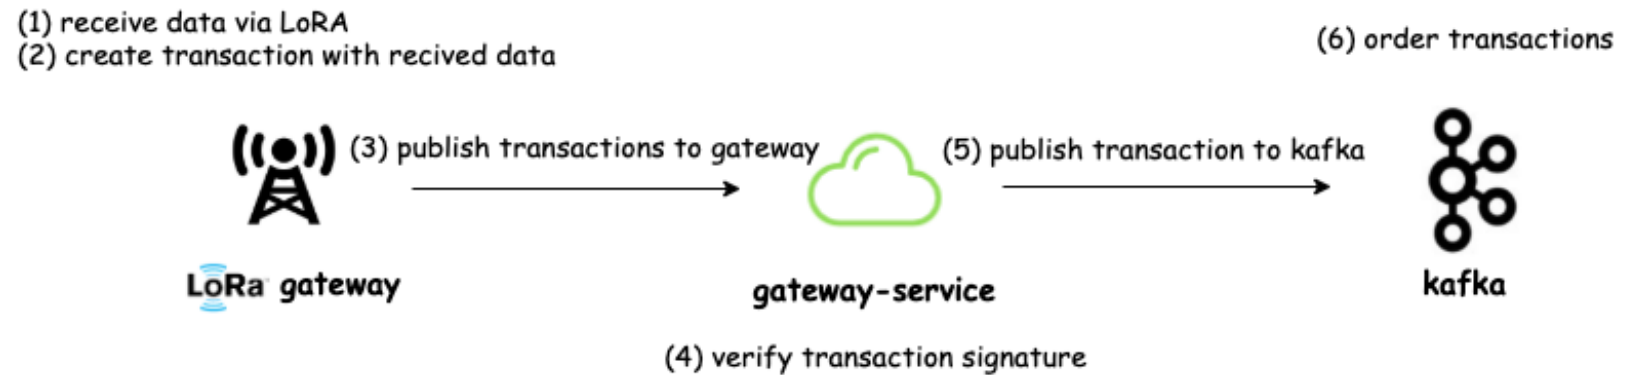 (1) receive data via LoRA
(2) create transaction with recived data
(6) order transactions
(3) publish transactions to gateway
(5) publish transaction to kafka
LoRa gateway
gateway-service
kafka
(4) verify transaction signature